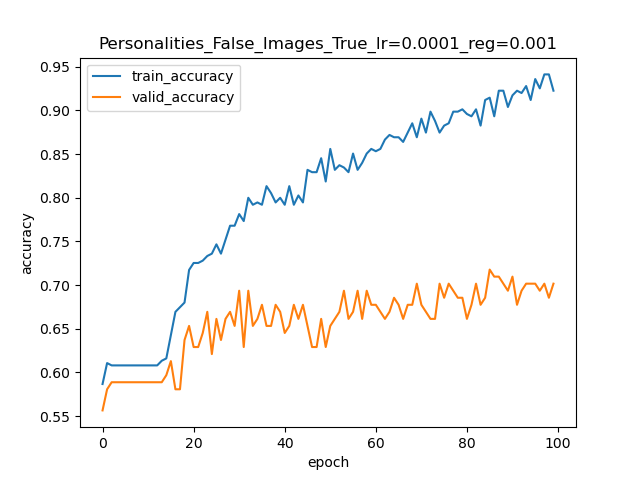 Personalities_False_Images_True_lr=0.0001_reg=0.001
train_accuracy
valid_accuracy
accuracy
0.95
0.90
0.85
0.80
0.75
0.70
0.65
0.60
0.55
0 20 40 60 80 100
epoch